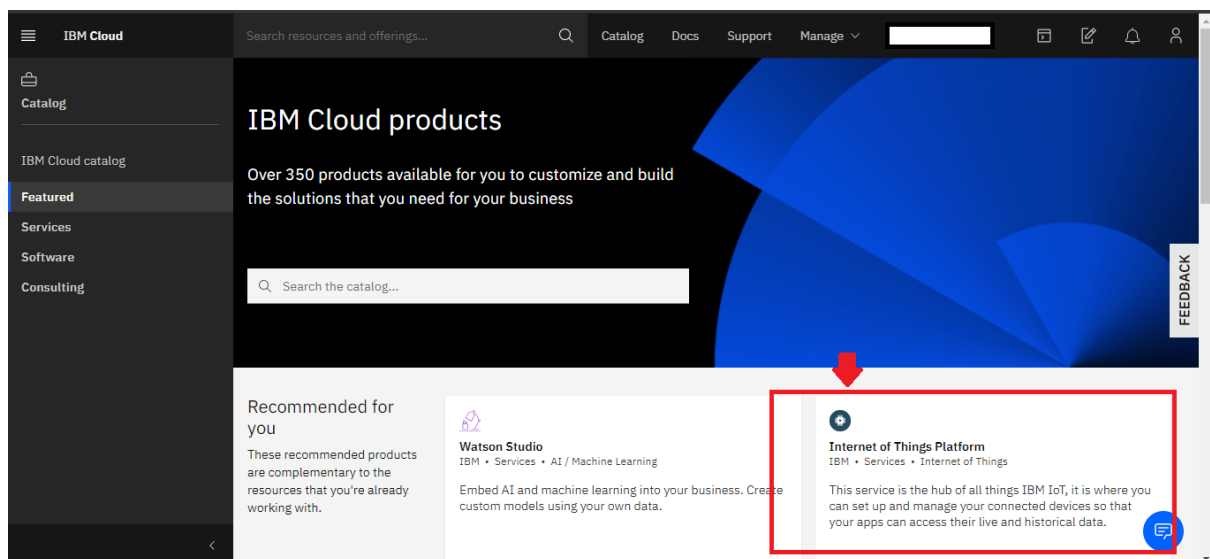 IBM Cloud
Search resources and offerings...
Catalog
Docs
Support
Manage
Catalog
IBM Cloud catalog
Featured
Services
Software
Consulting
IBM Cloud products
Over 350 products available for you to customize and build
the solutions that you need for your business
Search the catalog...
FEEDBACK
Recommended for
you
These recommended products
are complementary to the
resources that you're already
working with.
Watson Studio
IBM • Services • AI / Machine Learning
Embed AI and machine learning into your business. Create
custom models using your own data.
Internet of Things Platform
IBM • Services • Internet of Things
This service is the hub of all things IBM IoT, it is where you
can set up and manage your connected devices so that
your apps can access their live and historical data.